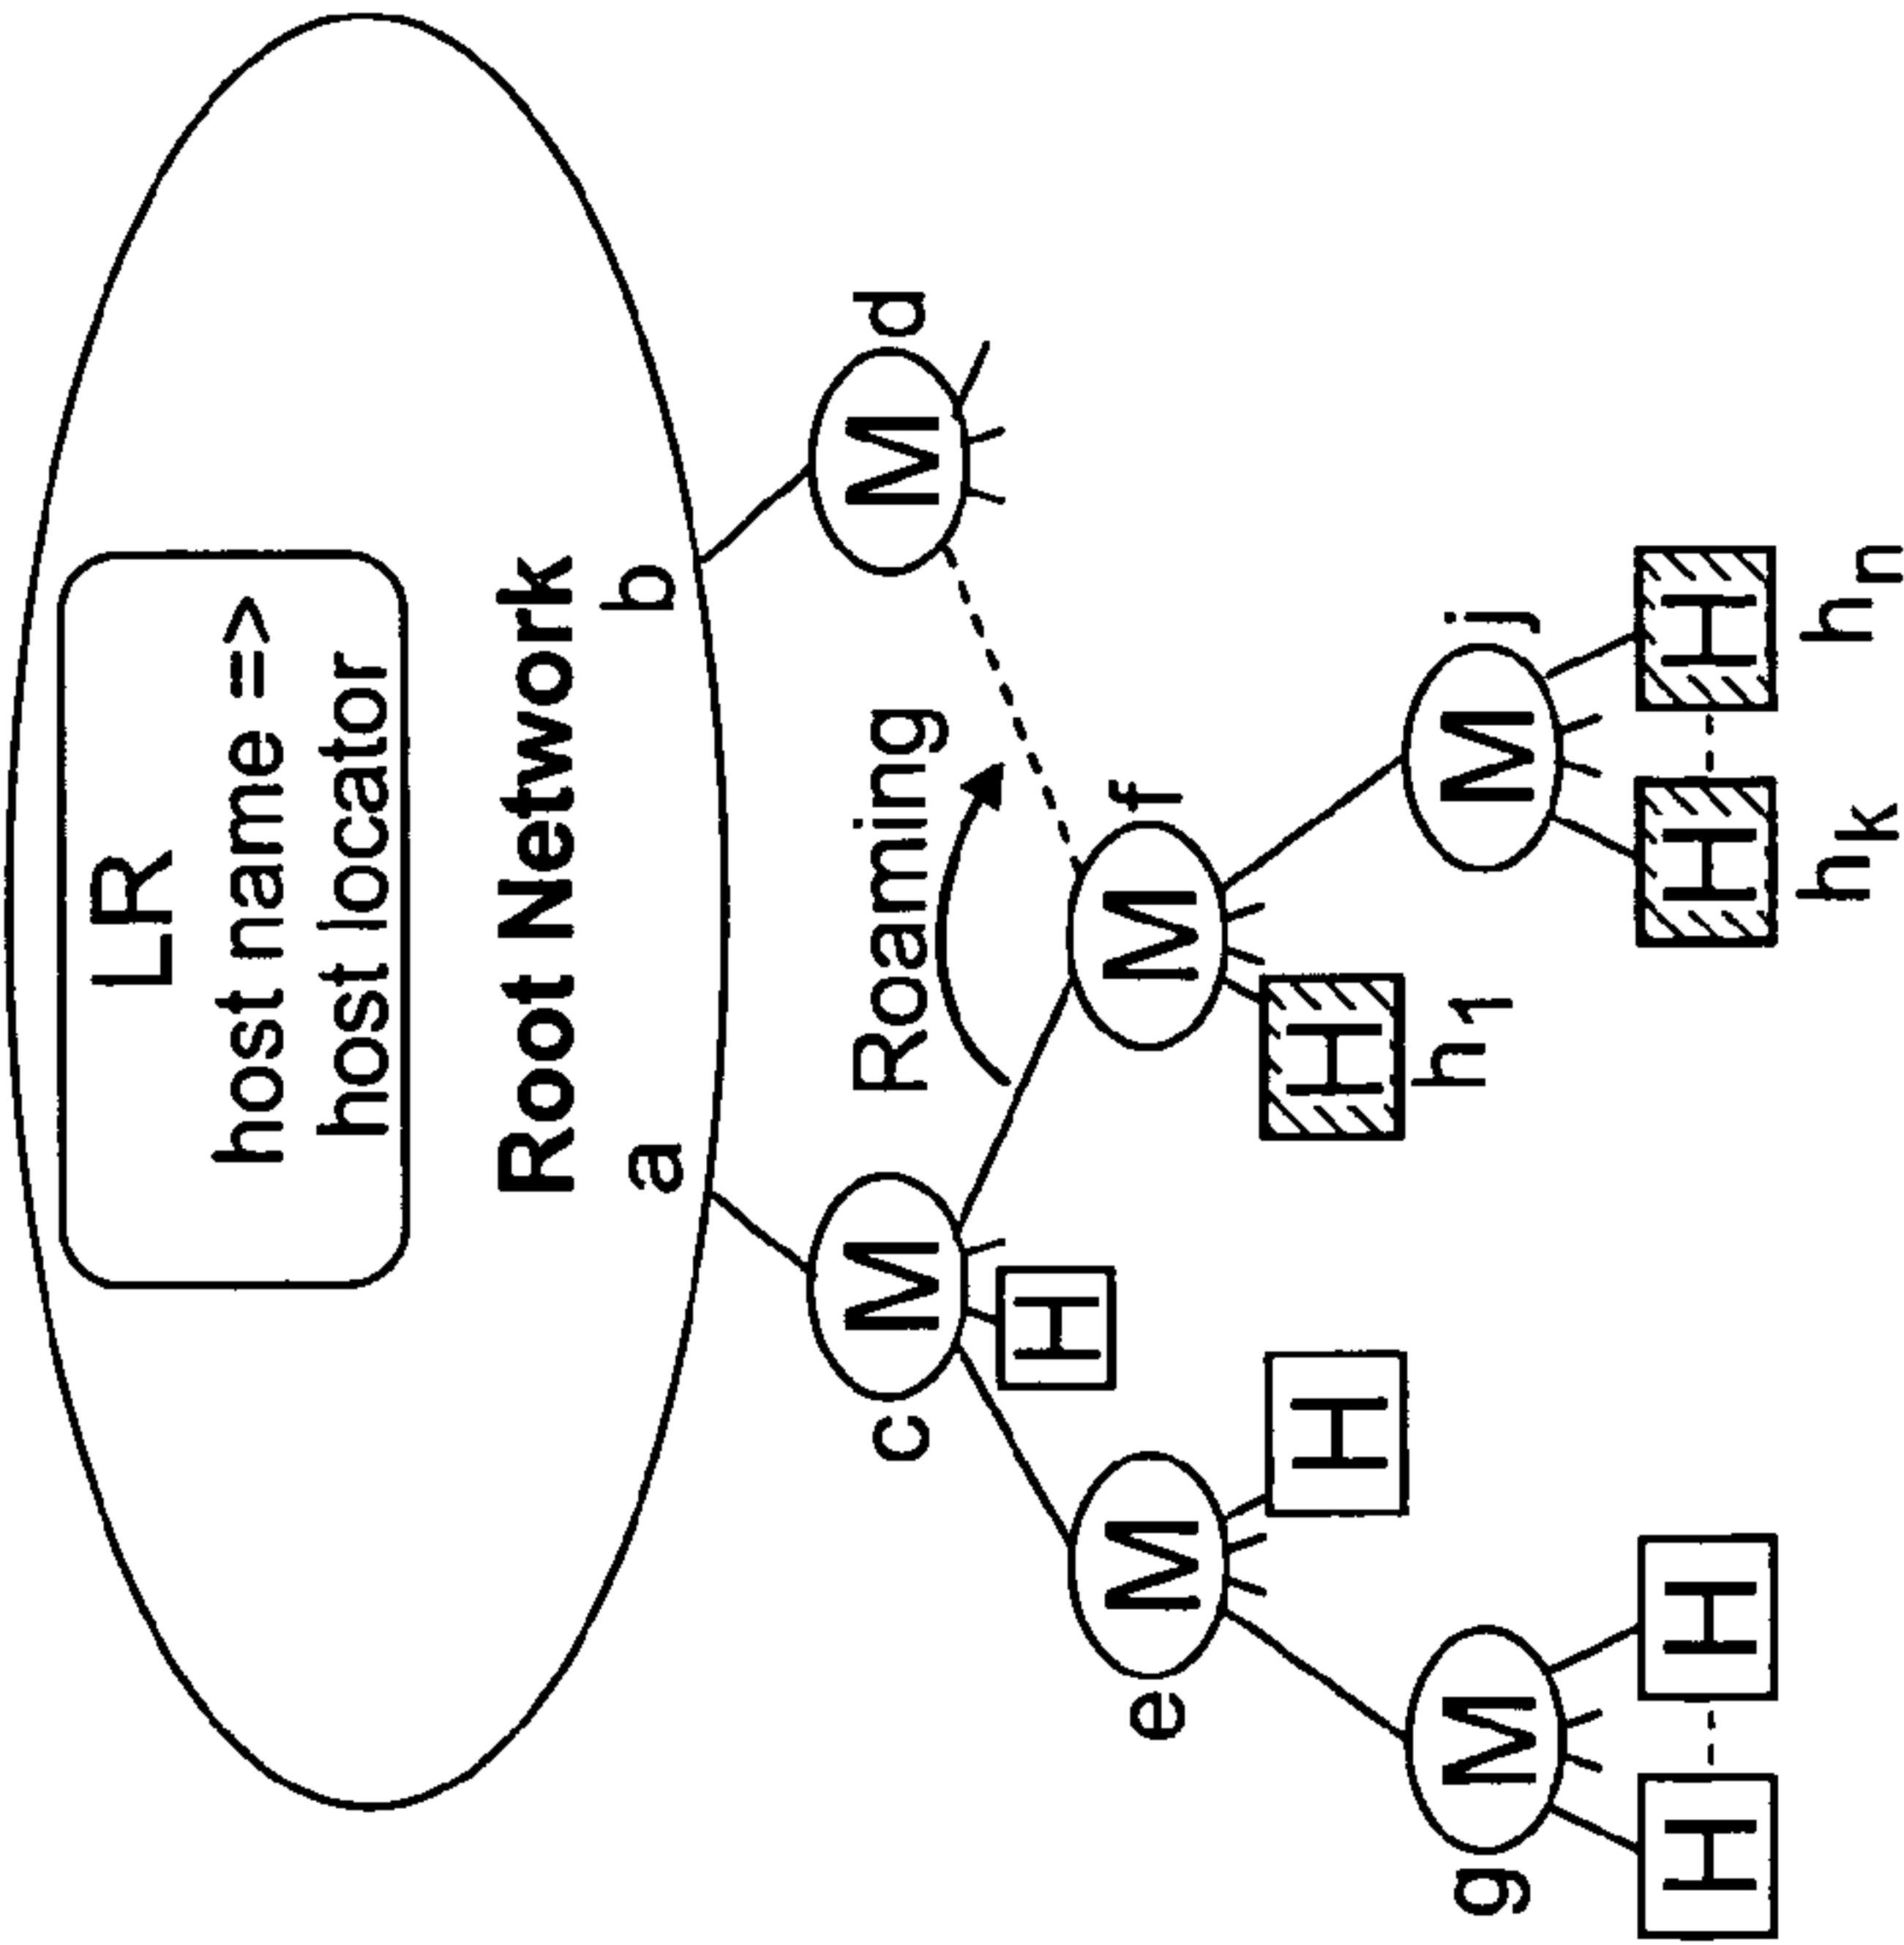 LR
host name =>
host locator
Root Network
a
b
M
c
M
d
Roaming
H
M
e
M
f
H
H
h1
M
g
M
j
H
H
H
H
hk
hn